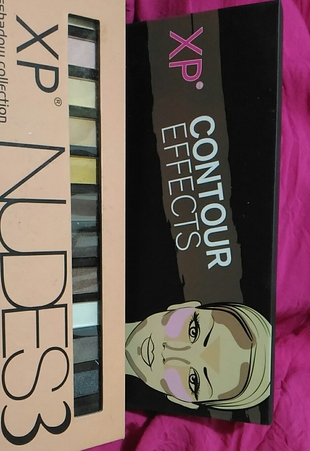 XP®
NUDES3
eshadow collection
XP®
CONTOUR
EFFECTS